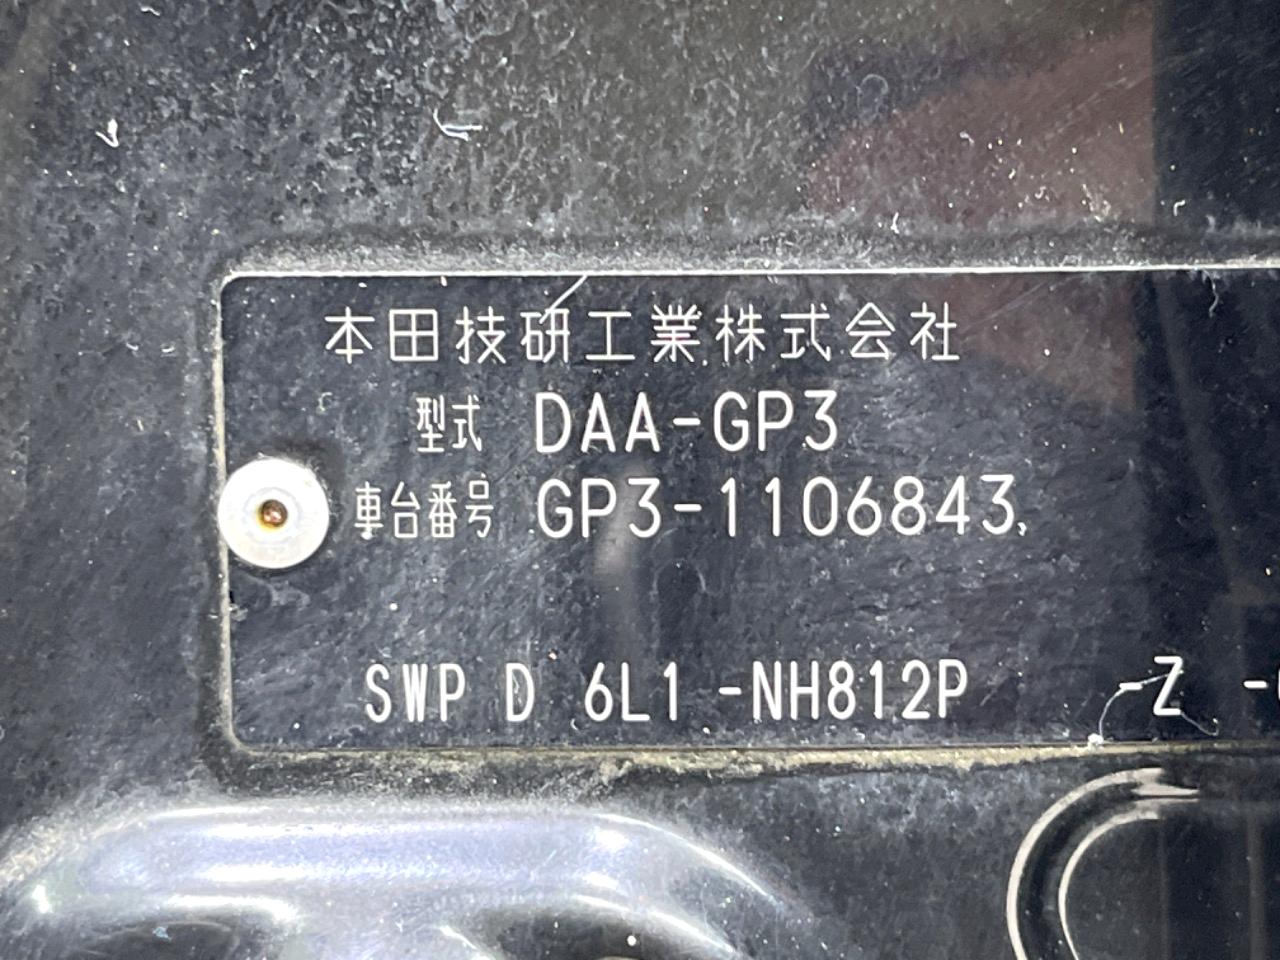 本田技研工業株式会社
型式 DAA-GP3
車台番号 GP3-1106843
SWP D 6L1 -NH812P -Z -